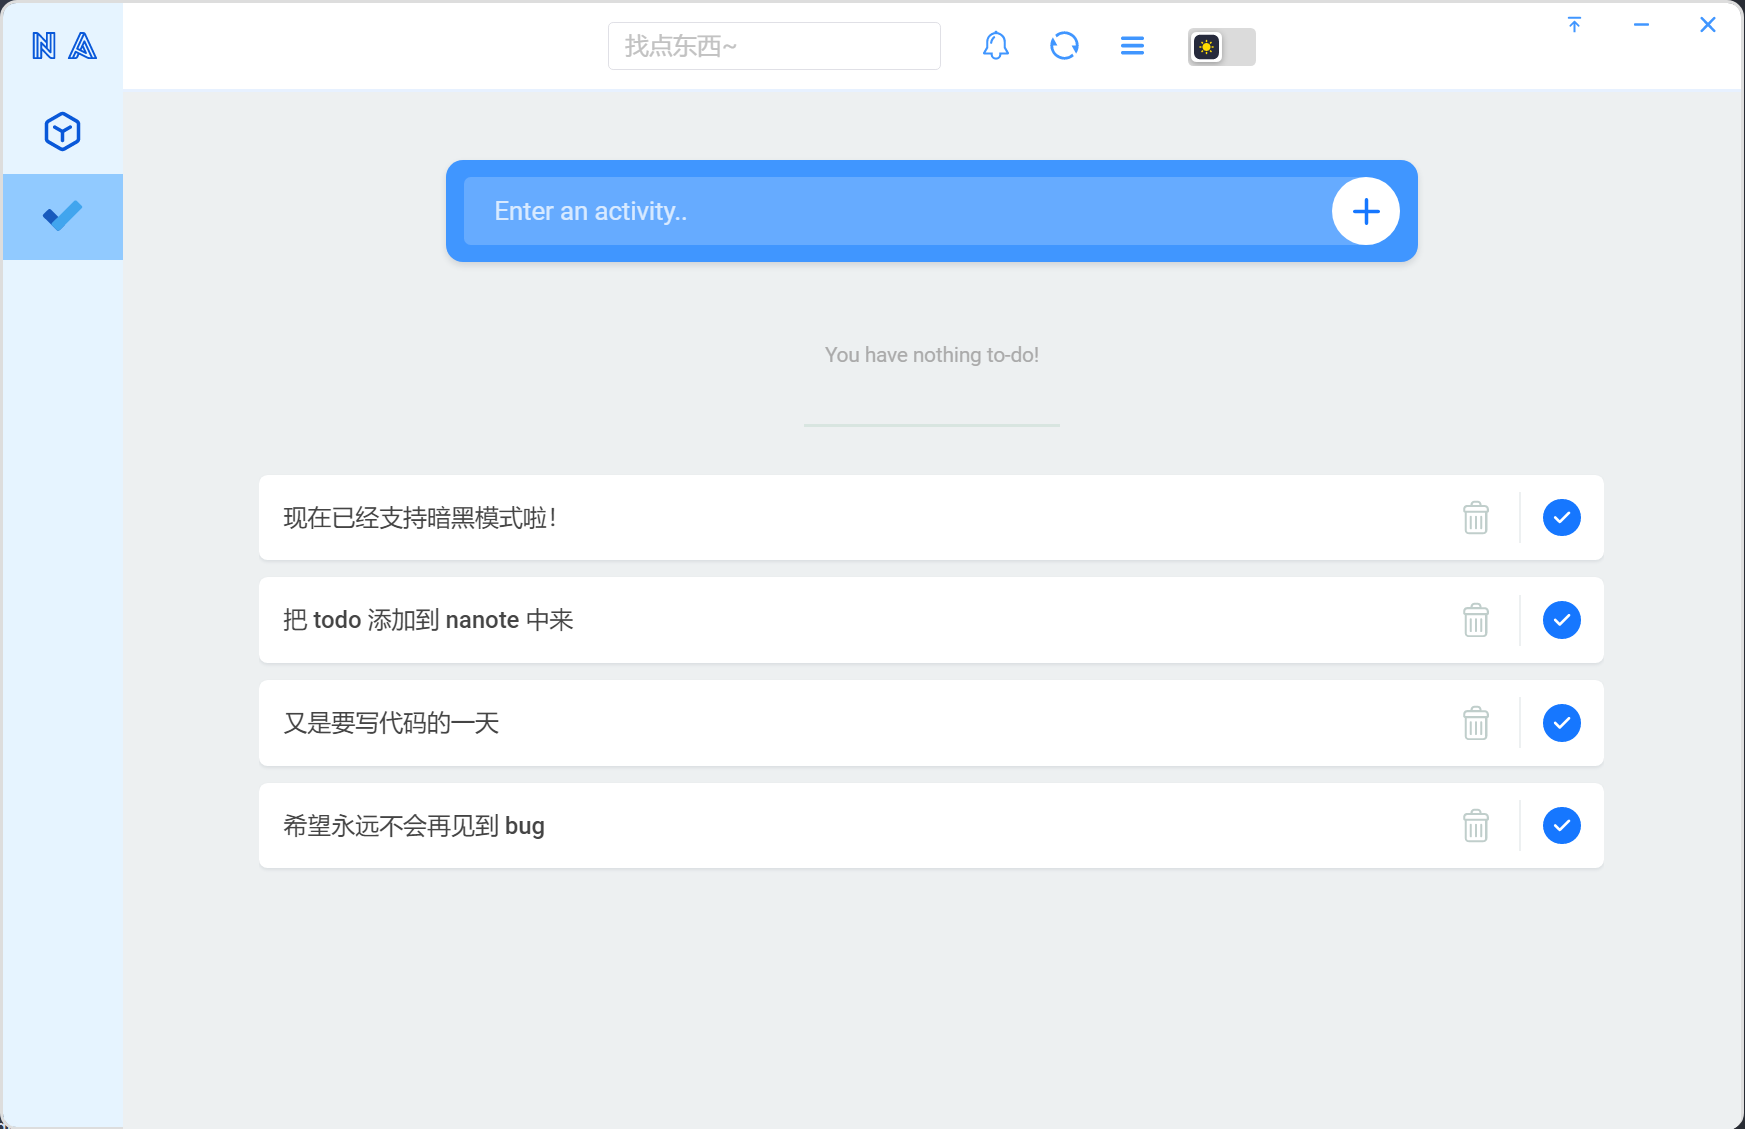 NA
找点东西~
Enter an activity..
You have nothing to-do!
现在已经支持暗黑模式啦！
把 todo 添加到 nanote 中来
又是要写代码的一天
希望永远不会再见到 bug